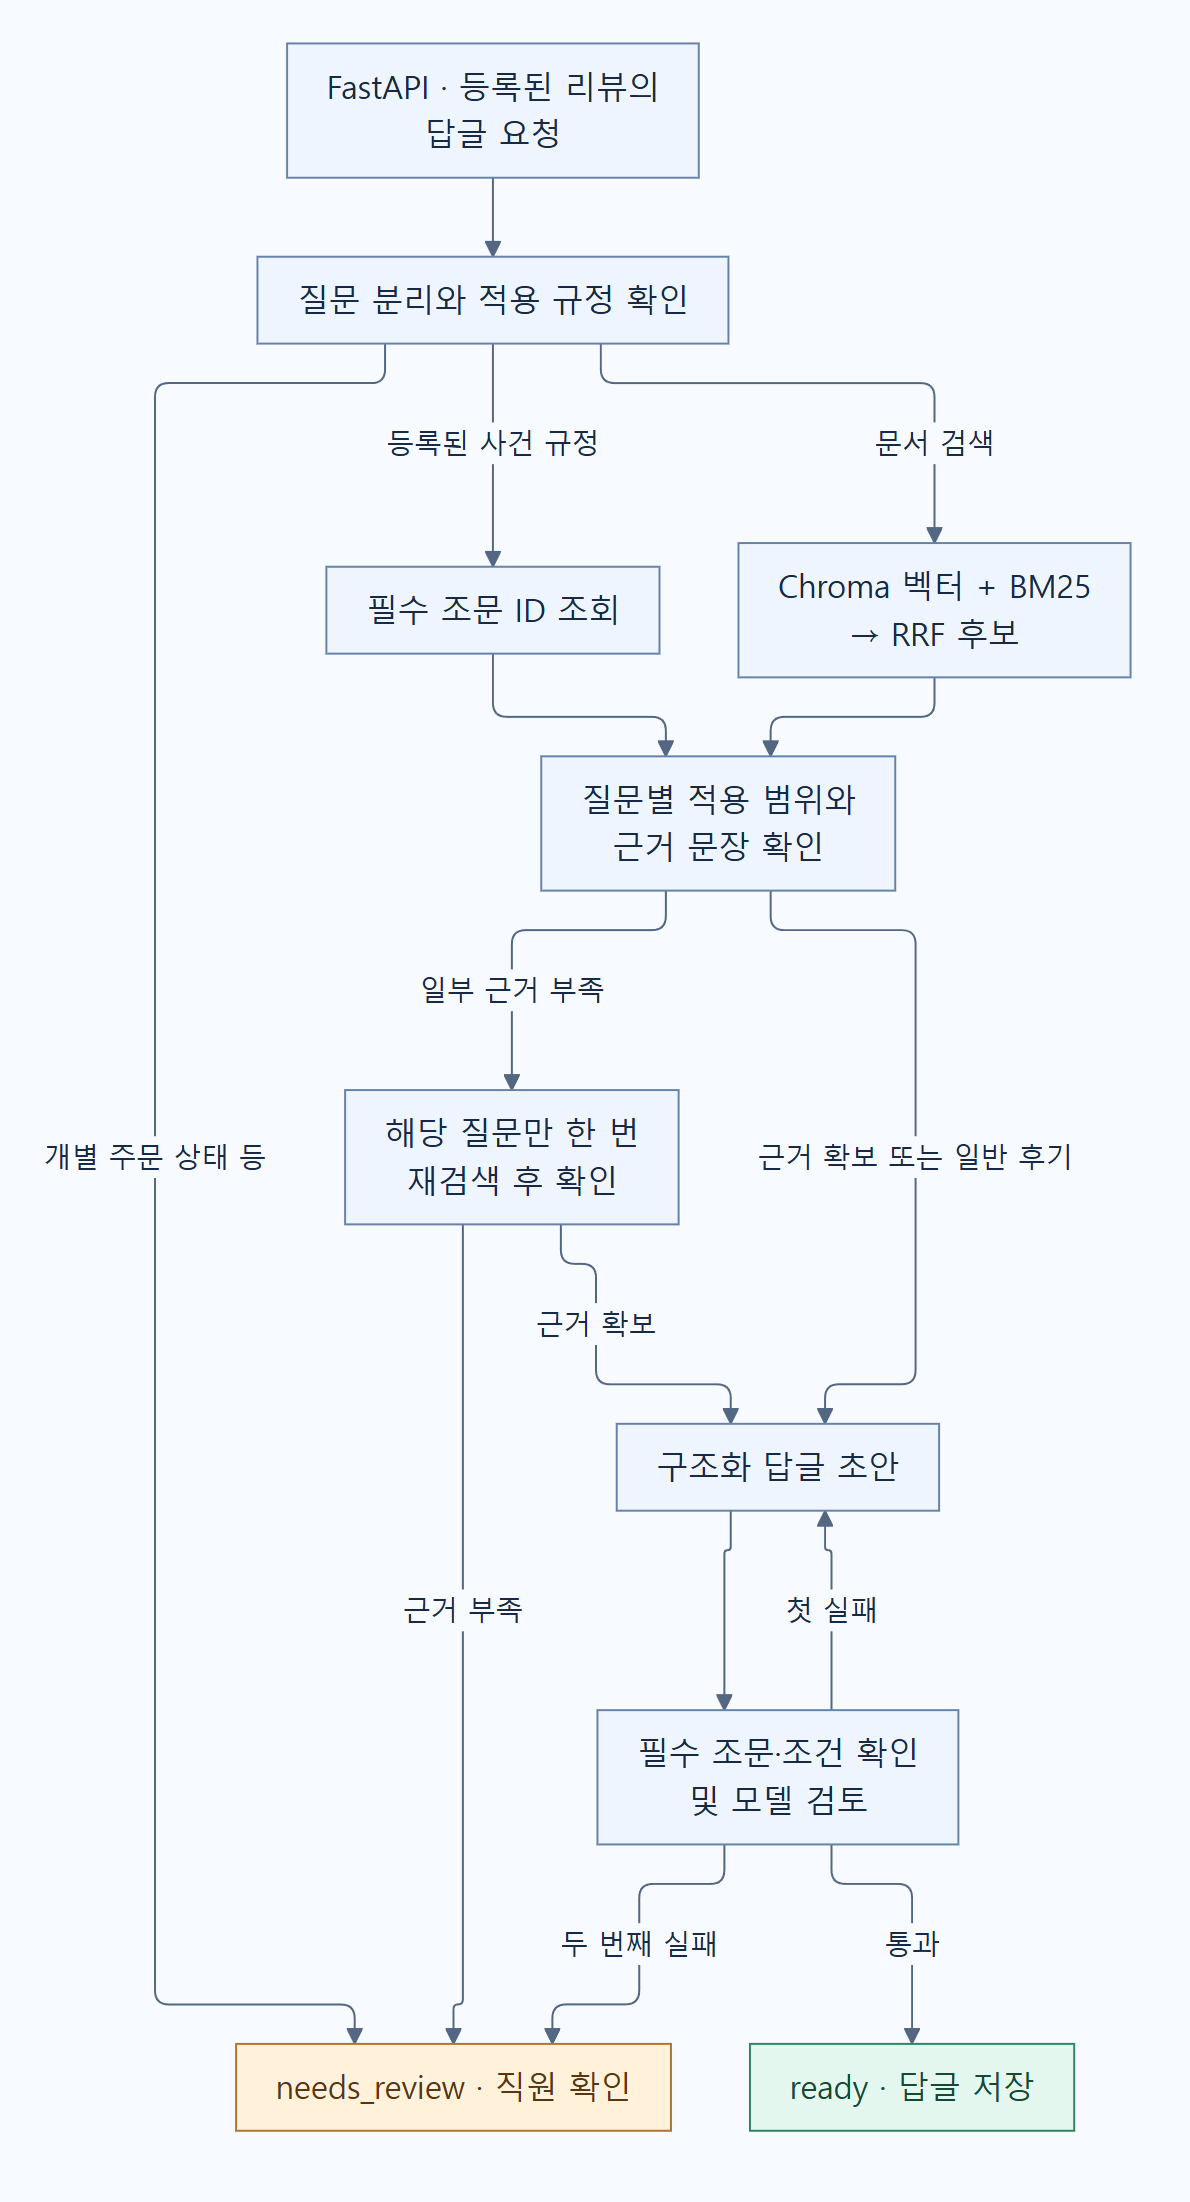 FastAPI · 등록된 리뷰의
답글 요청
질문 분리와 적용 규정 확인
등록된 사건 규정
문서 검색
필수 조문 ID 조회
Chroma 벡터 + BM25
→ RRF 후보
질문별 적용 범위와
근거 문장 확인
일부 근거 부족
해당 질문만 한 번
재검색 후 확인
개별 주문 상태 등
근거 확보 또는 일반 후기
근거 확보
구조화 답글 초안
근거 부족
첫 실패
필수 조문·조건 확인
및 모델 검토
두 번째 실패
통과
needs_review · 직원 확인
ready · 답글 저장